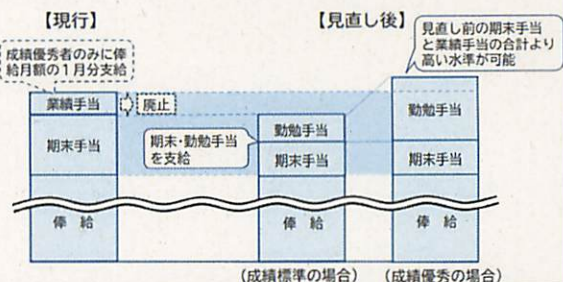 【現行】
【見直し後】
成績優秀者のみに俸
給月額の1月分支給
見直し前の期末手当
と業績手当の合計より
高い水準が可能
業績手当
廃止
期末手当
俸 給
期末・勤勉手当
を支給
勤勉手当
期末手当
俸 給
(成績標準の場合)
勤勉手当
期末手当
俸 給
(成績優秀の場合)